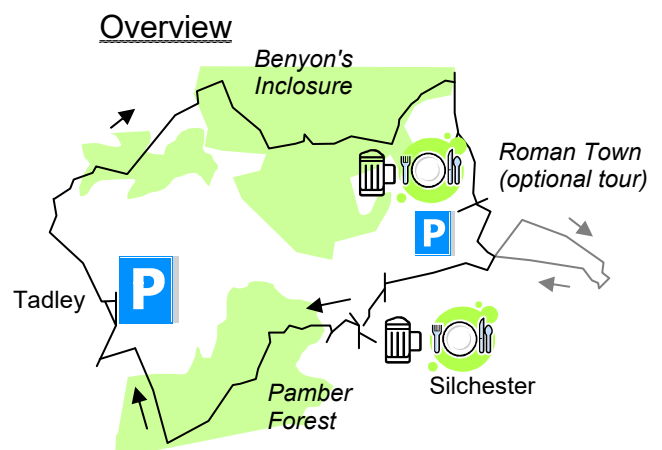 Overview
Benyon's
Inclosure
Roman Town
(optional tour)
P
P
Tadley
Silchester
Pamber
Forest